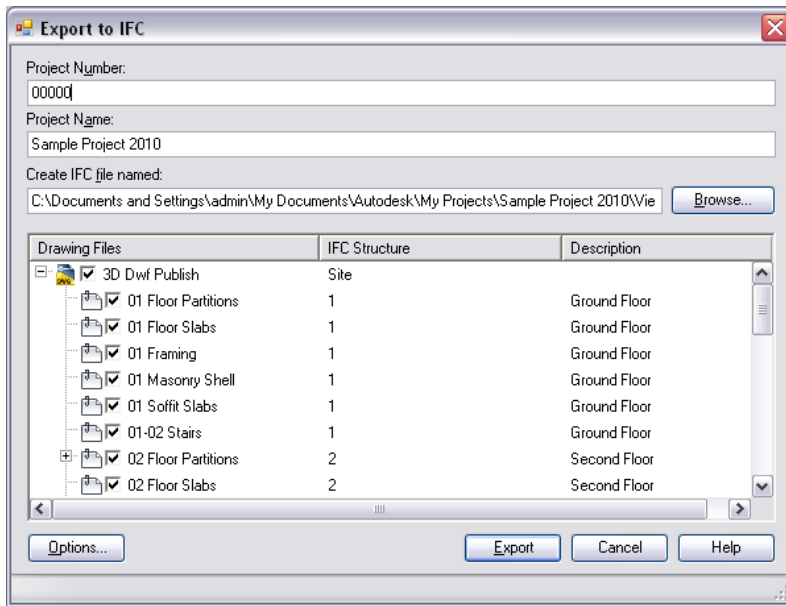 Export to IFC
Project Number:
00000
Project Name:
Sample Project 2010
Create IFC file named:
C:\Documents and Settings\admin\My Documents\Autodesk\My Projects\Sample Project 2010\Vie Browse...
Drawing Files IFC Structure Description
3D Dwf Publish Site
01 Floor Partitions 1 Ground Floor
01 Floor Slabs 1 Ground Floor
01 Framing 1 Ground Floor
01 Masonry Shell 1 Ground Floor
01 Soffit Slabs 1 Ground Floor
01-02 Stairs 1 Ground Floor
02 Floor Partitions 2 Second Floor
02 Floor Slabs 2 Second Floor
Options... Export Cancel Help